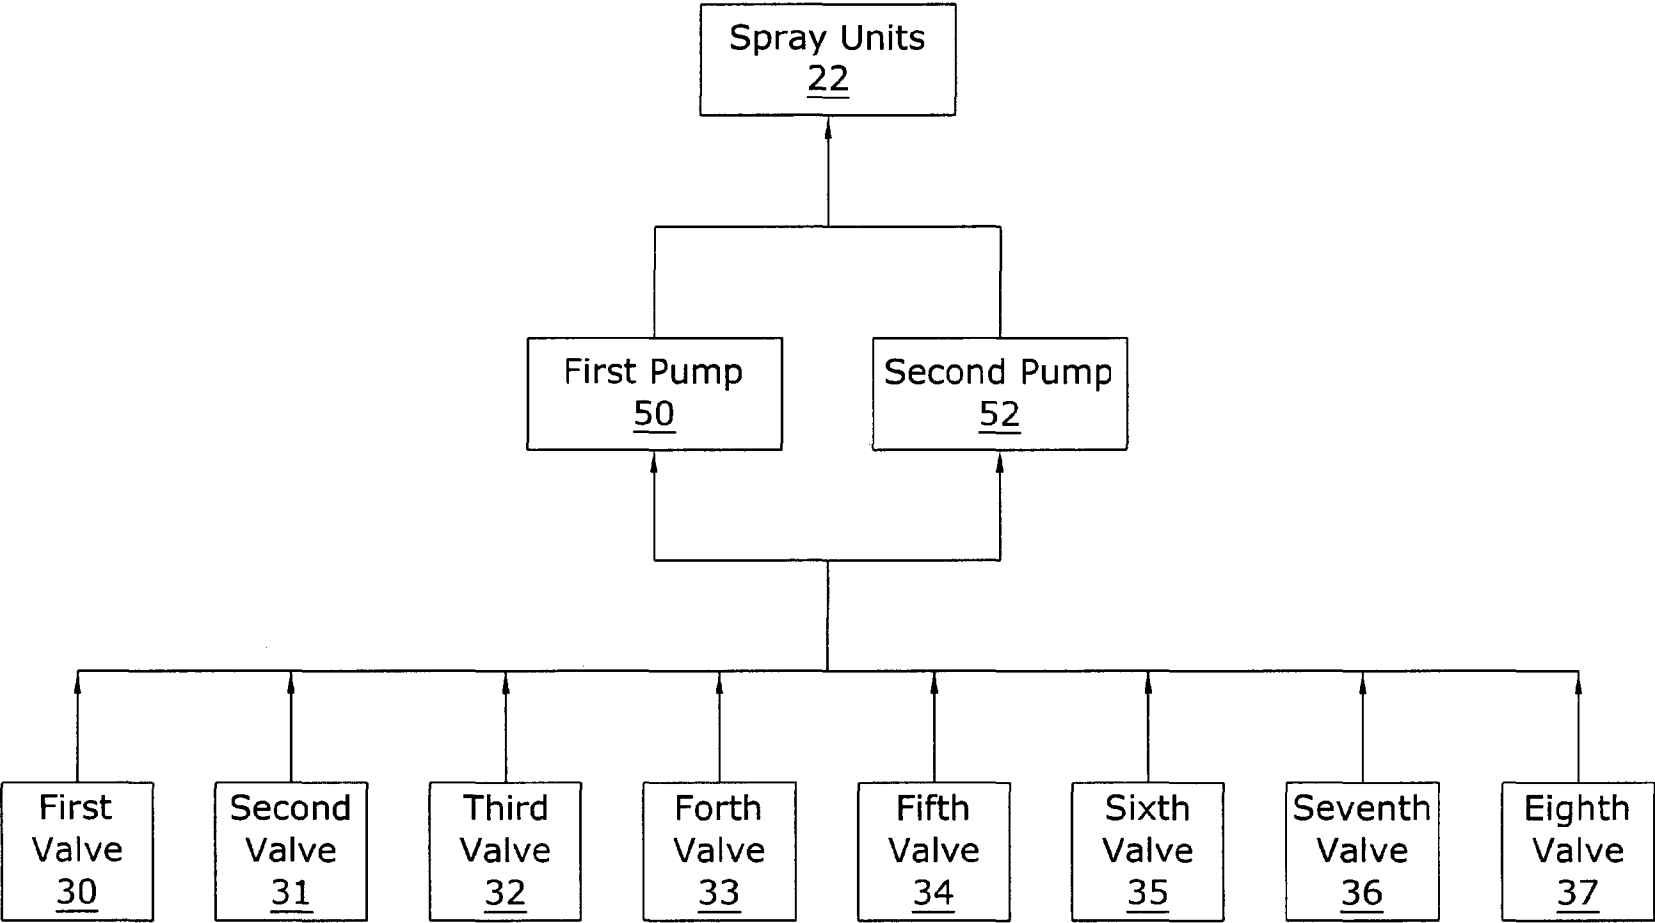 Spray Units
22
First Pump
50
Second Pump
52
First
Valve
30
Second
Valve
31
Third
Valve
32
Forth
Valve
33
Fifth
Valve
34
Sixth
Valve
35
Seventh
Valve
36
Eighth
Valve
37